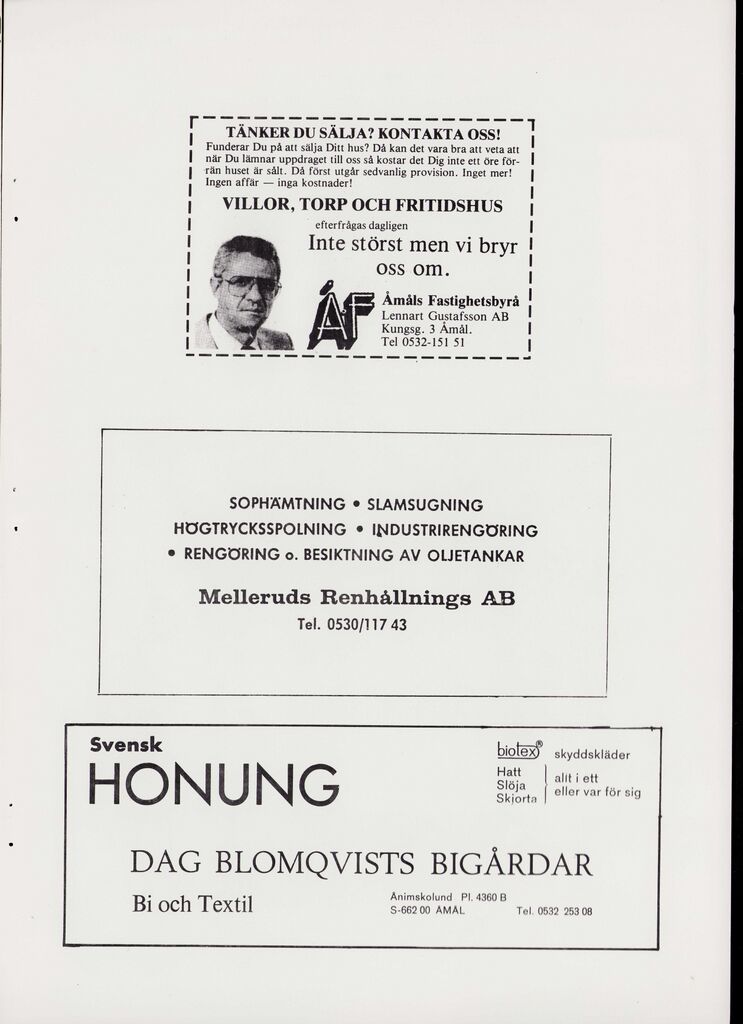 TÄNKER DU SÄLJA? KONTAKTA OSS!
Funderar Du på att sälja Ditt hus? Då kan det vara bra att veta att
när Du lämnar uppdraget till oss så kostar det Dig inte ett öre för-
rän huset är sålt. Då först utgår sedvanlig provision. Inget mer!
Ingen affär — inga kostnader!
VILLOR, TORP OCH FRITIDSHUS
efterfrågas dagligen
Inte störst men vi bryr
oss om.
ÅF
Åmåls Fastighetsbyrå
Lennart Gustafsson AB
Kungsg. 3 Åmål.
Tel 0532-151 51
SOPHÄMTNING • SLAMSUGNING
HÖGTRYCKSSPOLNING • INDUSTRIRENGÖRING
• RENGÖRING o. BESIKTNING AV OLJETANKAR
Melleruds Renhållnings AB
Tel. 0530/117 43
Svensk
HONUNG
biotex® skyddskläder
Hatt
Slöja
Skjorta
allt i ett
eller var för sig
DAG BLOMQVISTS BIGÅRDAR
Bi och Textil
Ånimskolund Pl. 4360 B
S-662 00 ÅMÅL Tel. 0532 253 08